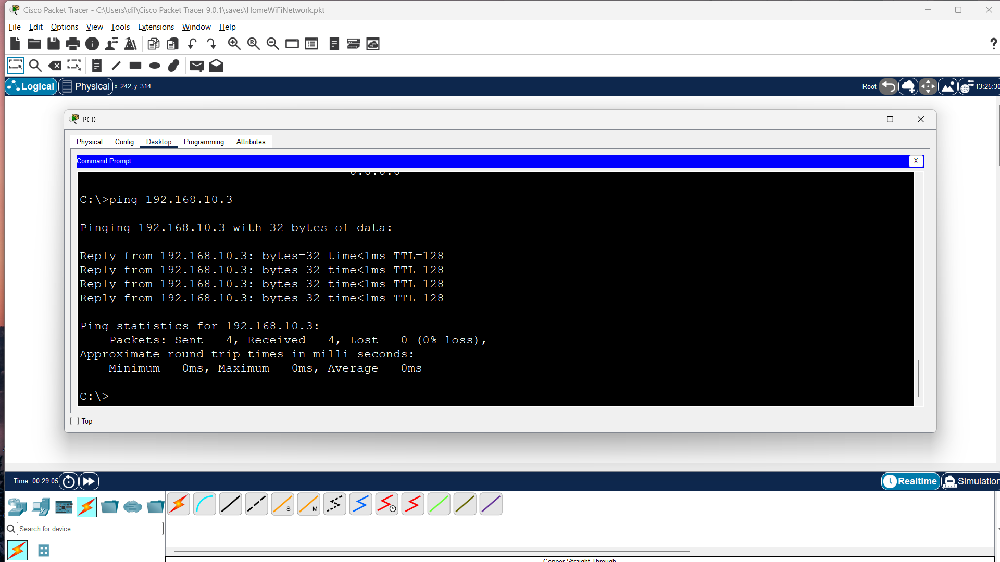 Cisco Packet Tracer - C:\Users\dil\Cisco Packet Tracer 9.0.1\saves\HomeWiFiNetwork.pkt
File Edit Options View Tools Extensions Window Help
Logical Physical x: 242, y: 314 Root 13:25:30
PC0
Physical Config Desktop Programming Attributes
Command Prompt X
0.0.0.0
C:\>ping 192.168.10.3
Pinging 192.168.10.3 with 32 bytes of data:
Reply from 192.168.10.3: bytes=32 time<1ms TTL=128
Reply from 192.168.10.3: bytes=32 time<1ms TTL=128
Reply from 192.168.10.3: bytes=32 time<1ms TTL=128
Reply from 192.168.10.3: bytes=32 time<1ms TTL=128
Ping statistics for 192.168.10.3:
Packets: Sent = 4, Received = 4, Lost = 0 (0% loss),
Approximate round trip times in milli-seconds:
Minimum = 0ms, Maximum = 0ms, Average = 0ms
C:\>
Top
Time: 00:29:05 Realtime Simulation
S M
Search for device
Copper Straight-Through